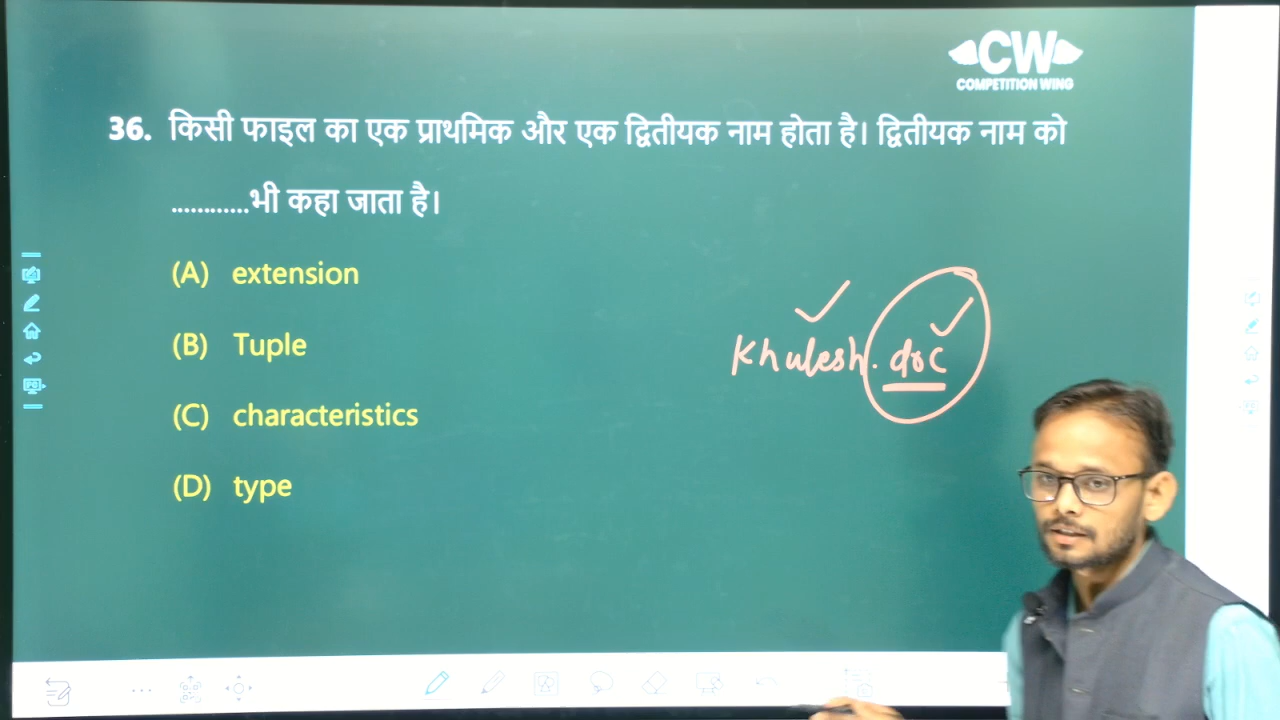 CW
COMPETITION WING
36. किसी फाइल का एक प्राथमिक और एक द्वितीयक नाम होता है। द्वितीयक नाम को
............भी कहा जाता है।
(A) extension
(B) Tuple
(C) characteristics
(D) type
Khulesh. doc